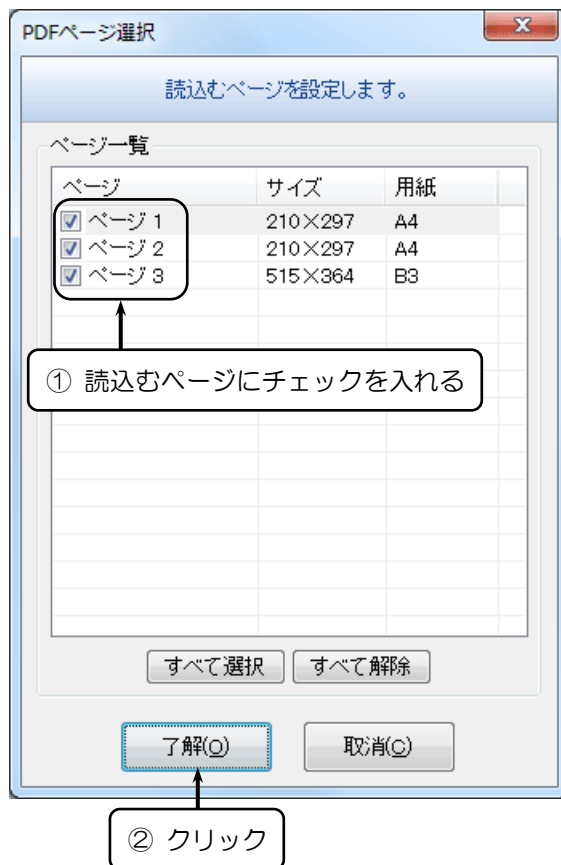 PDFページ選択
読込むページを設定します。
ページ一覧
ページ サイズ 用紙
ページ 1 210×297 A4
ページ 2 210×297 A4
ページ 3 515×364 B3
① 読込むページにチェックを入れる
すべて選択 すべて解除
了解(O) 取消(C)
② クリック